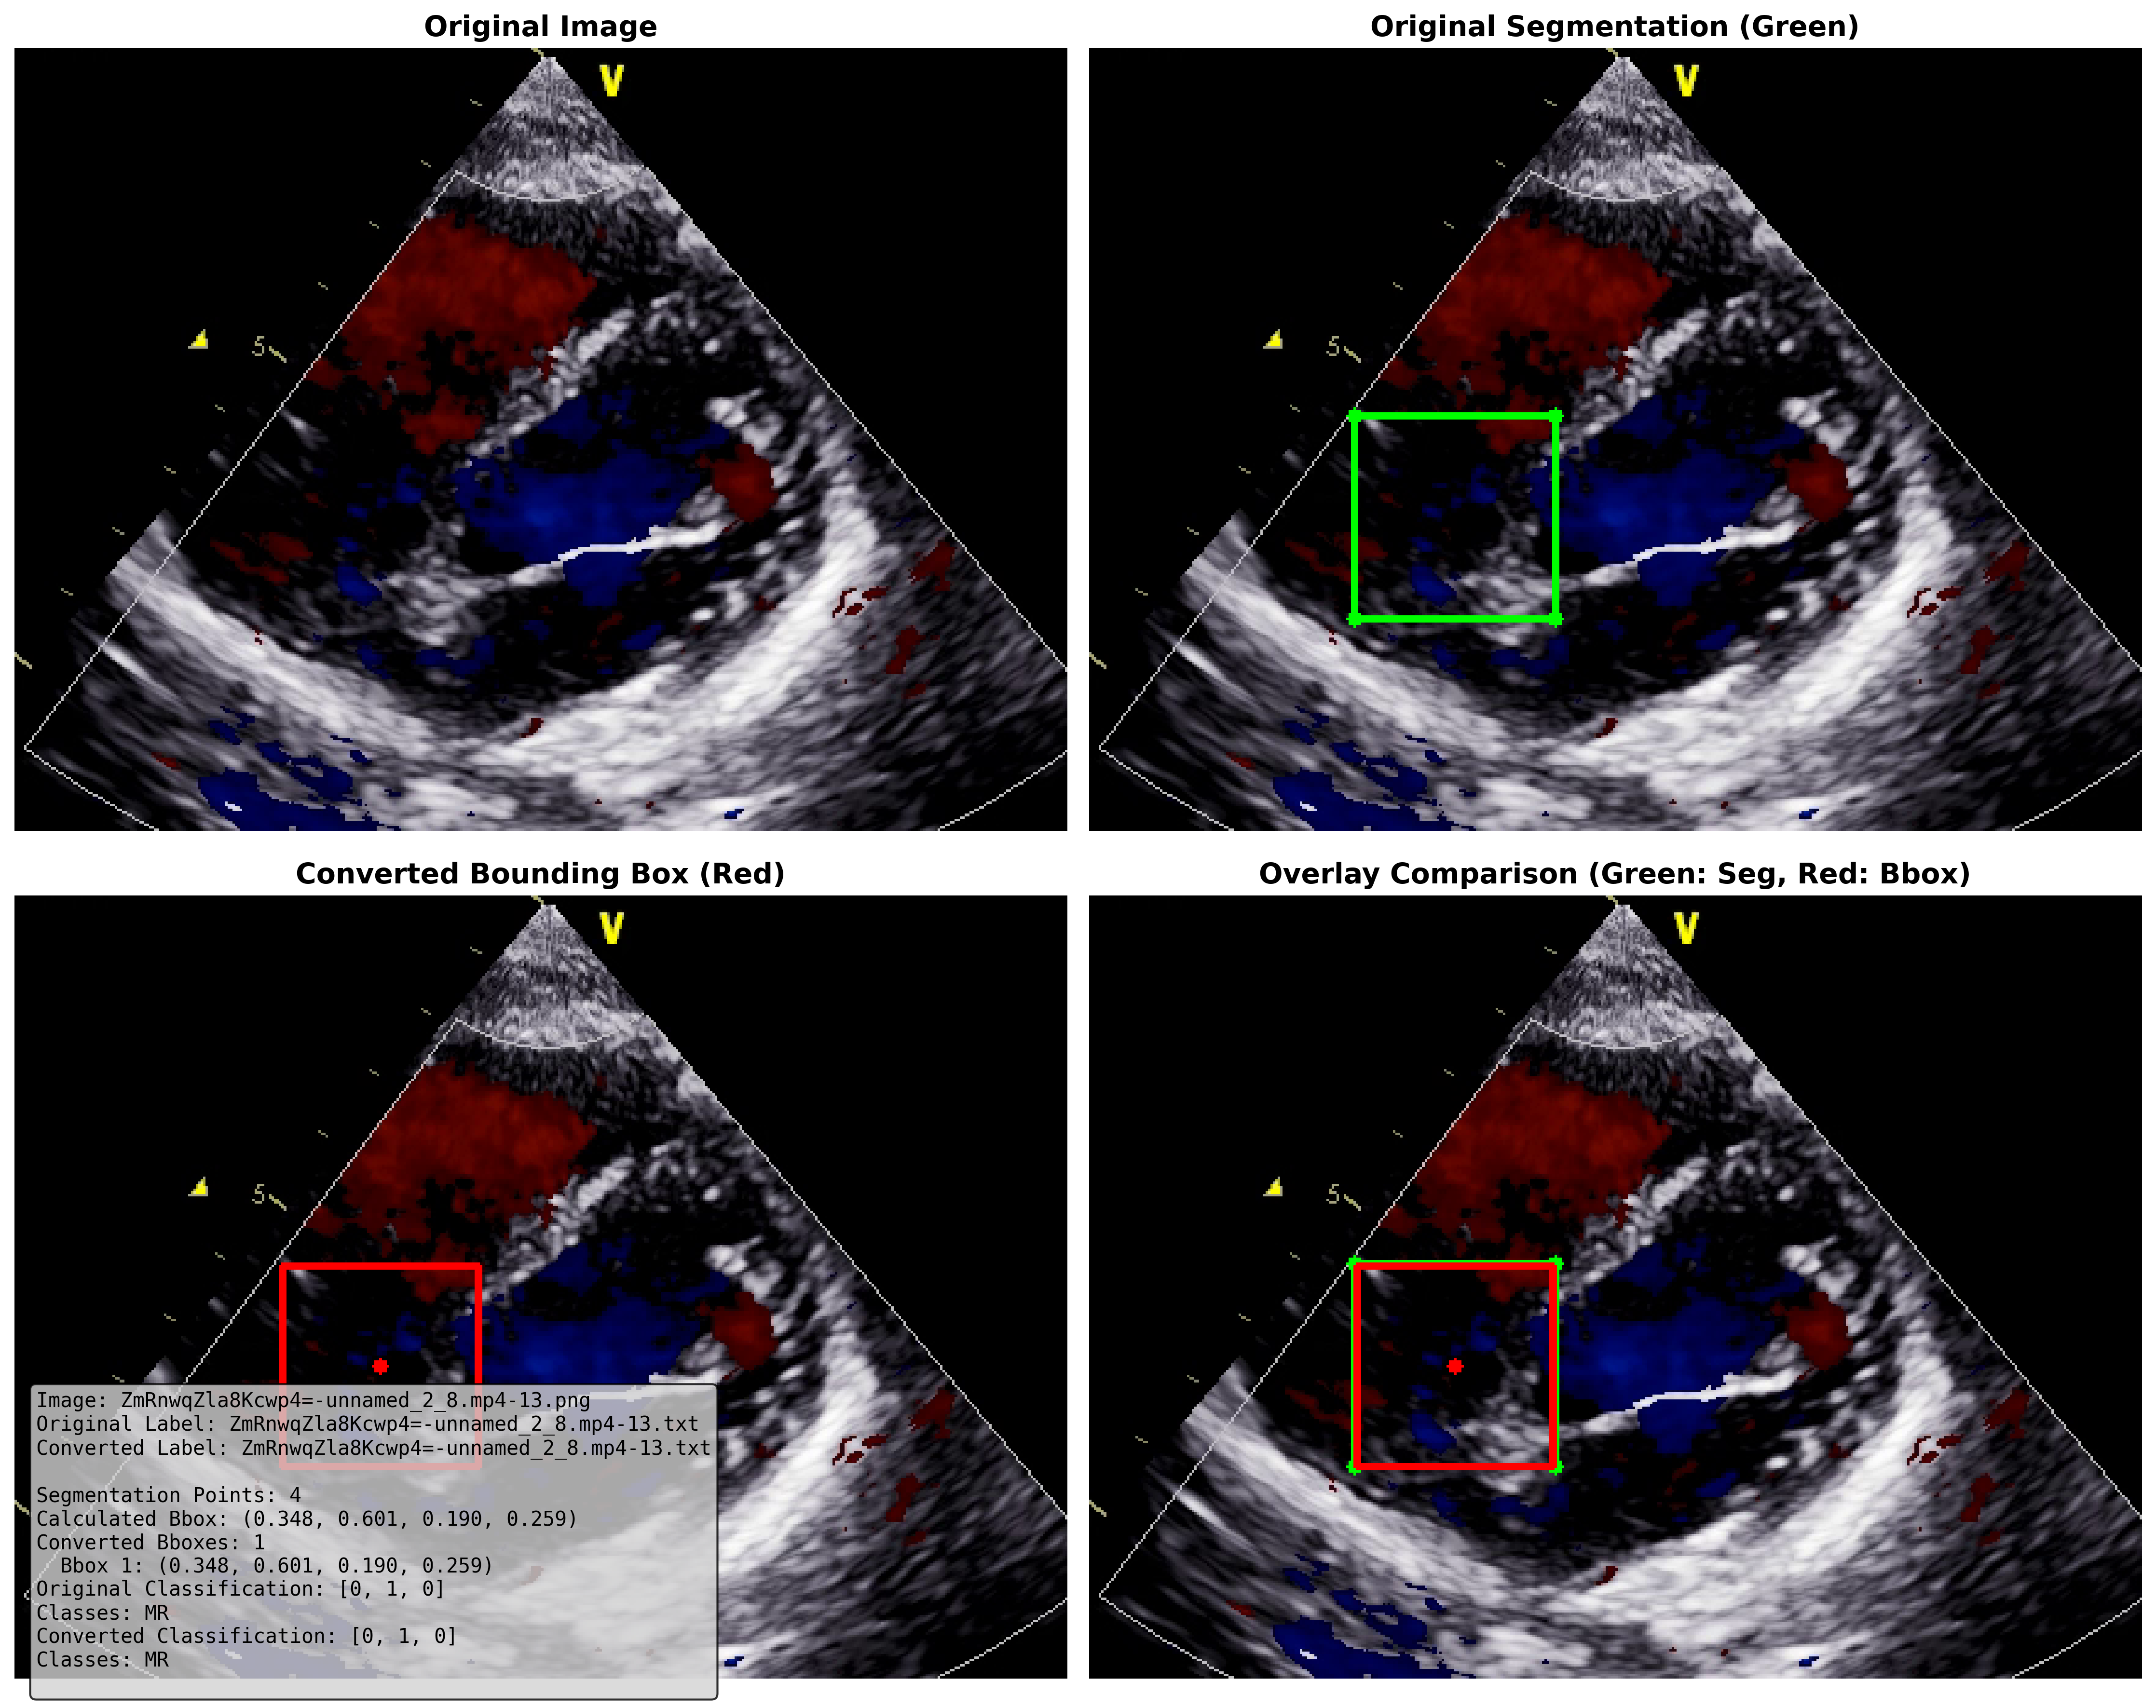 Original Image
Original Segmentation (Green)
V
5
V
5
Converted Bounding Box (Red)
Overlay Comparison (Green: Seg, Red: Bbox)
V
5
V
5
Image: ZmRnwqZla8Kcwp4=-unnamed_2_8.mp4-13.png
Original Label: ZmRnwqZla8Kcwp4=-unnamed_2_8.mp4-13.txt
Converted Label: ZmRnwqZla8Kcwp4=-unnamed_2_8.mp4-13.txt
Segmentation Points: 4
Calculated Bbox: (0.348, 0.601, 0.190, 0.259)
Converted Bboxes: 1
Bbox 1: (0.348, 0.601, 0.190, 0.259)
Original Classification: [0, 1, 0]
Classes: MR
Converted Classification: [0, 1, 0]
Classes: MR